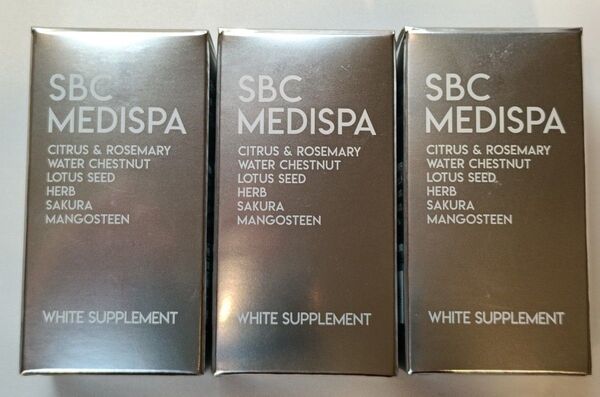 SBC
MEDISPA
CITRUS & ROSEMARY
WATER CHESTNUT
LOTUS SEED
HERB
SAKURA
MANGOSTEEN
WHITE SUPPLEMENT
SBC
MEDISPA
CITRUS & ROSEMARY
WATER CHESTNUT
LOTUS SEED
HERB
SAKURA
MANGOSTEEN
WHITE SUPPLEMENT
SBC
MEDISPA
CITRUS & ROSEMARY
WATER CHESTNUT
LOTUS SEED
HERB
SAKURA
MANGOSTEEN
WHITE SUPPLEMENT